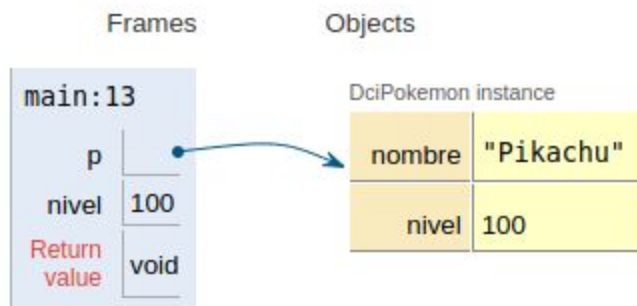 Frames Objects
main:13
DciPokemon instance
p
nombre "Pikachu"
nivel 100
nivel 100
Return
value
void